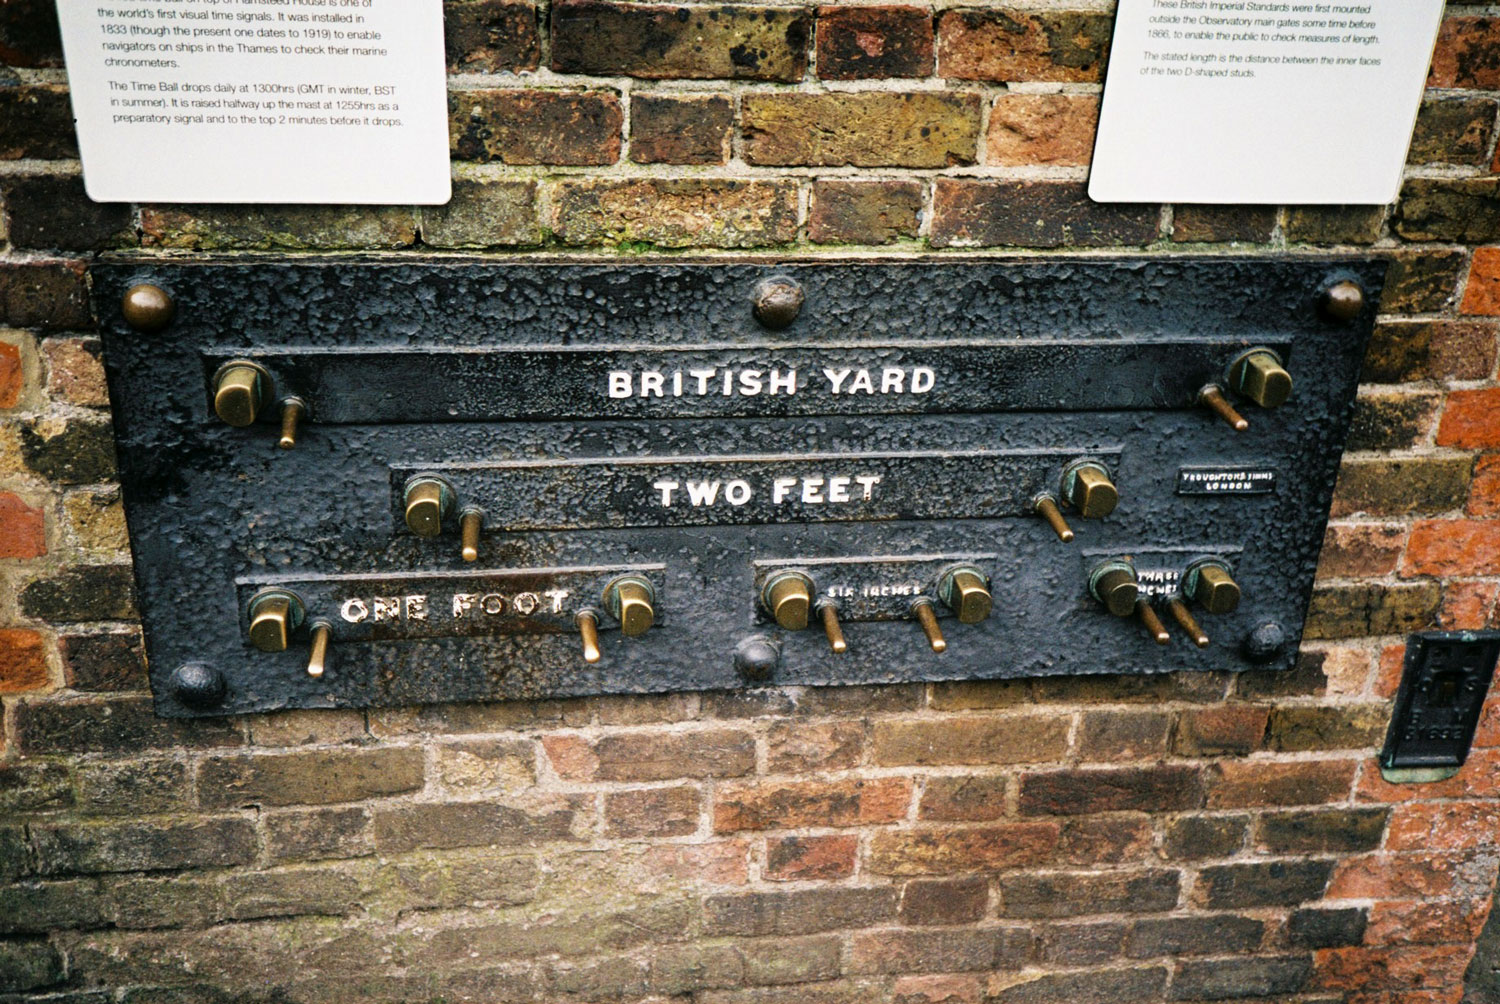 on top of Flamsteed House is one of
the world's first visual time signals. It was installed in
1833 (though the present one dates to 1919) to enable
navigators on ships in the Thames to check their marine
chronometers.
The Time Ball drops daily at 1300hrs (GMT in winter, BST
in summer). It is raised halfway up the mast at 1255hrs as a
preparatory signal and to the top 2 minutes before it drops.
These British Imperial Standards were first mounted
outside the Observatory main gates some time before
1866, to enable the public to check measures of length.
The stated length is the distance between the inner faces
of the two D-shaped studs.
BRITISH YARD
TWO FEET
TROUGHTON & SIMMS
LONDON
ONE FOOT
SIX INCHES
THREE
INCHES